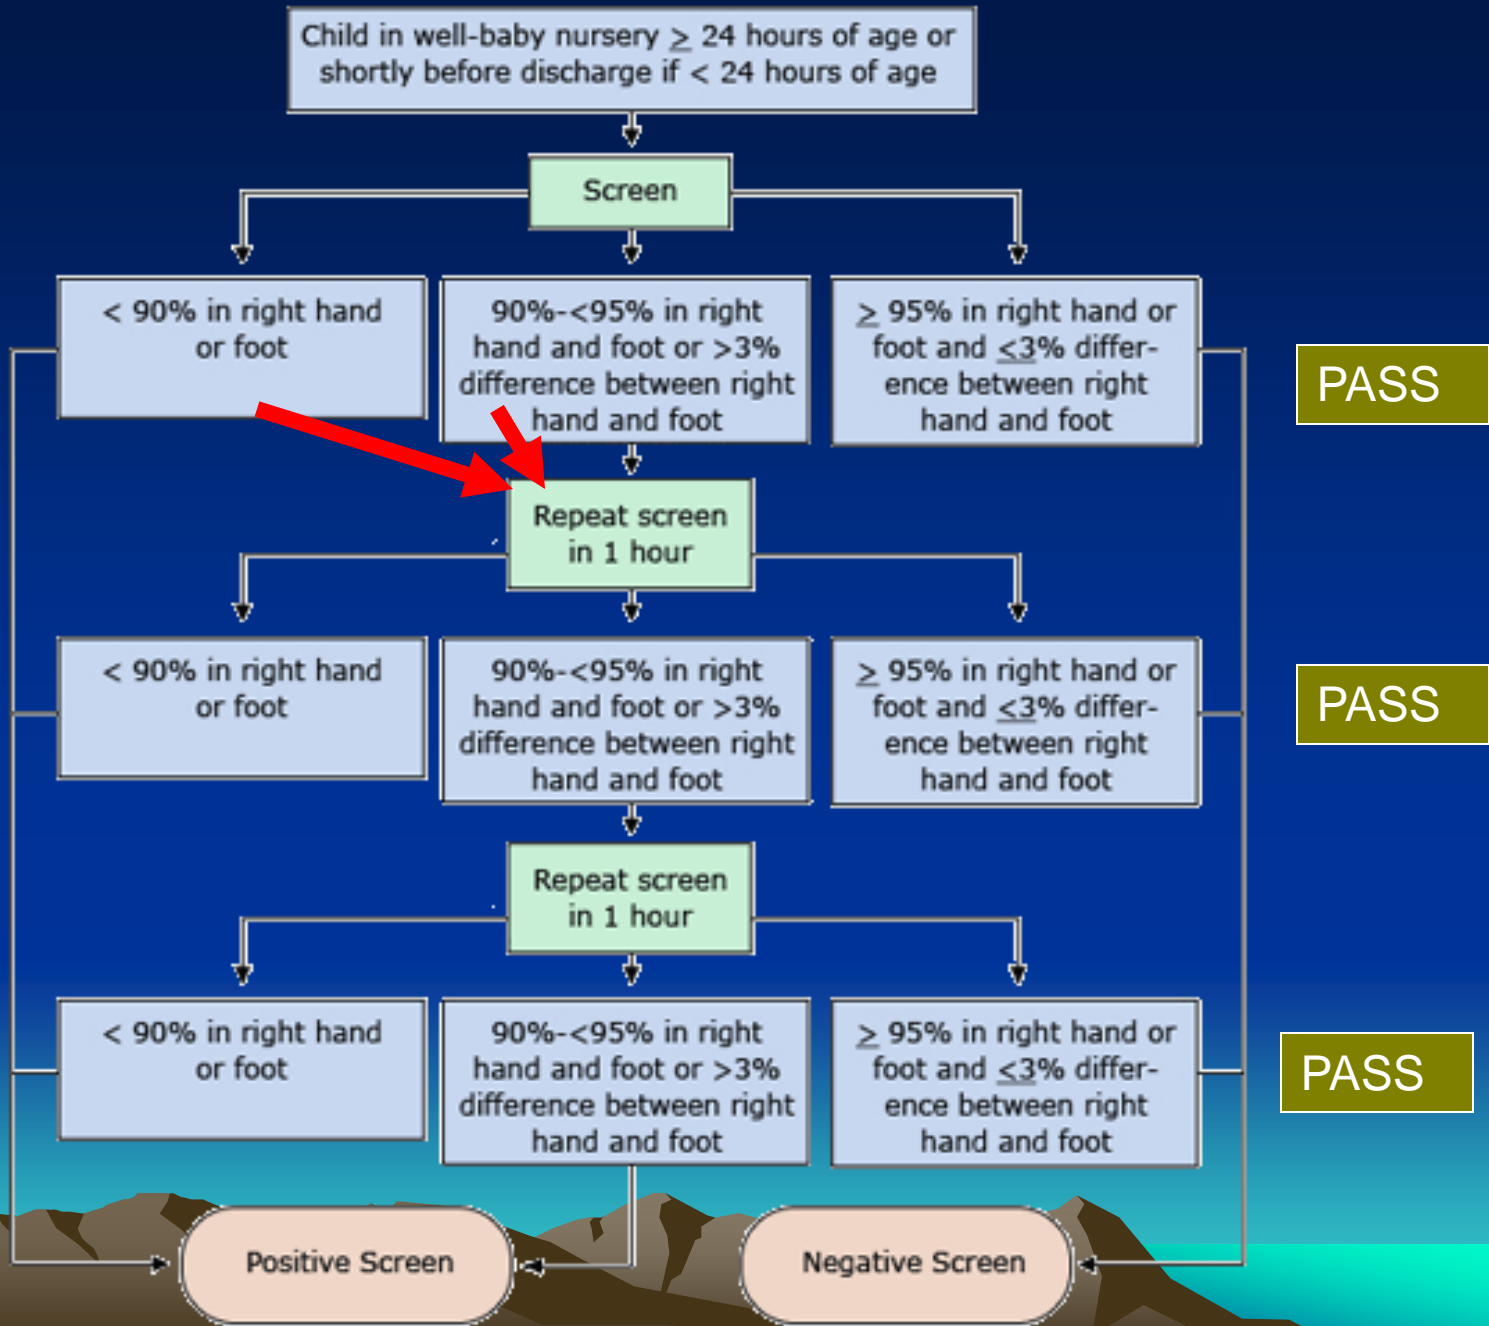 Child in well-baby nursery ≥ 24 hours of age or
shortly before discharge if < 24 hours of age
Screen
< 90% in right hand
or foot
90%-<95% in right
hand and foot or >3%
difference between right
hand and foot
≥ 95% in right hand or
foot and ≤3% differ-
ence between right
hand and foot
PASS
Repeat screen
in 1 hour
< 90% in right hand
or foot
90%-<95% in right
hand and foot or >3%
difference between right
hand and foot
≥ 95% in right hand or
foot and ≤3% differ-
ence between right
hand and foot
PASS
Repeat screen
in 1 hour
< 90% in right hand
or foot
90%-<95% in right
hand and foot or >3%
difference between right
hand and foot
≥ 95% in right hand or
foot and ≤3% differ-
ence between right
hand and foot
PASS
Positive Screen
Negative Screen